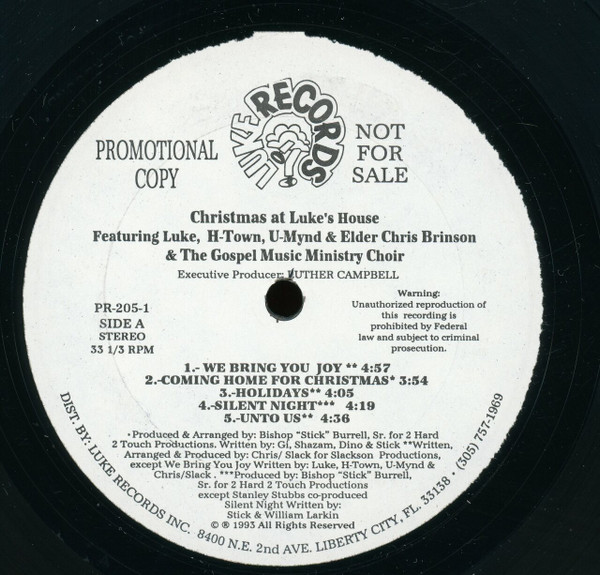 LUKE RECORDS
PROMOTIONAL
COPY
NOT
FOR
SALE
Christmas at Luke's House
Featuring Luke, H-Town, U-Mynd & Elder Chris Brinson
& The Gospel Music Ministry Choir
Executive Producer: LUTHER CAMPBELL
PR-205-1
SIDE A
STEREO
33 1/3 RPM
Warning:
Unauthorized reproduction of
this recording is
prohibited by Federal
law and subject to criminal
prosecution.
1.- WE BRING YOU JOY ** 4:57
2.-COMING HOME FOR CHRISTMAS* 3:54
3.-HOLIDAYS** 4:05
4.-SILENT NIGHT*** 4:19
5.-UNTO US** 4:36
*Produced & Arranged by: Bishop "Stick" Burrell, Sr. for 2 Hard
2 Touch Productions. Written by: Gi, Shazam, Dino & Stick **Written,
Arranged & Produced by: Chris/ Slack for Slackson Productions,
except We Bring You Joy Written by: Luke, H-Town, U-Mynd &
Chris/Slack . ***Produced by: Bishop "Stick" Burrell,
Sr. for 2 Hard 2 Touch Productions
except Stanley Stubbs co-produced
Silent Night Written by:
Stick & William Larkin
© ® 1993 All Rights Reserved
DIST. BY: LUKE RECORDS INC. 8400 N.E. 2nd AVE. LIBERTY CITY, FL. 33138 • (305) 757-1969